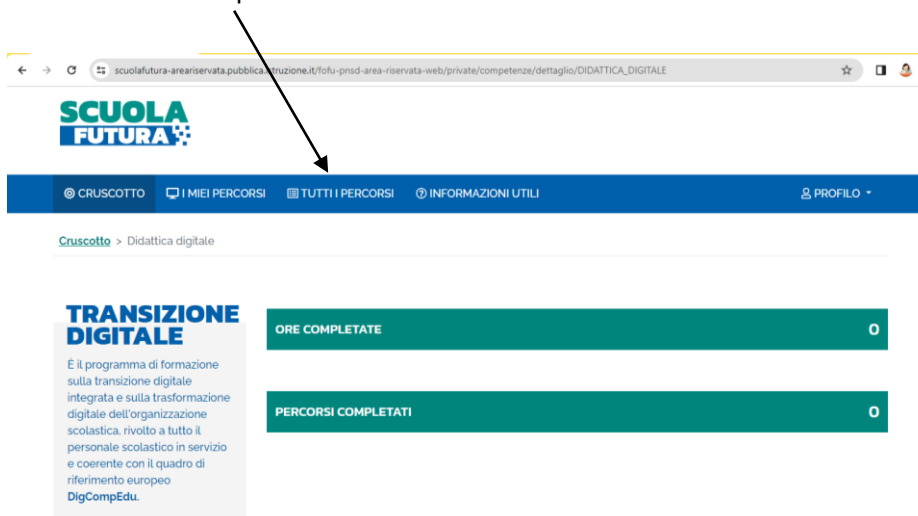 scuolafutura-areariservata.pubblica.istruzione.it/fofu-pnsd-area-riservata-web/private/competenze/dettaglio/DIDATTICA_DIGITALE
SCUOLA
FUTURA
CRUSCOTTO I MIEI PERCORSI TUTTI I PERCORSI INFORMAZIONI UTILI PROFILO
Cruscotto > Didattica digitale
TRANSIZIONE
DIGITALE
È il programma di formazione
sulla transizione digitale
integrata e sulla trasformazione
digitale dell'organizzazione
scolastica, rivolto a tutto il
personale scolastico in servizio
e coerente con il quadro di
riferimento europeo
DigCompEdu.
ORE COMPLETATE 0
PERCORSI COMPLETATI 0